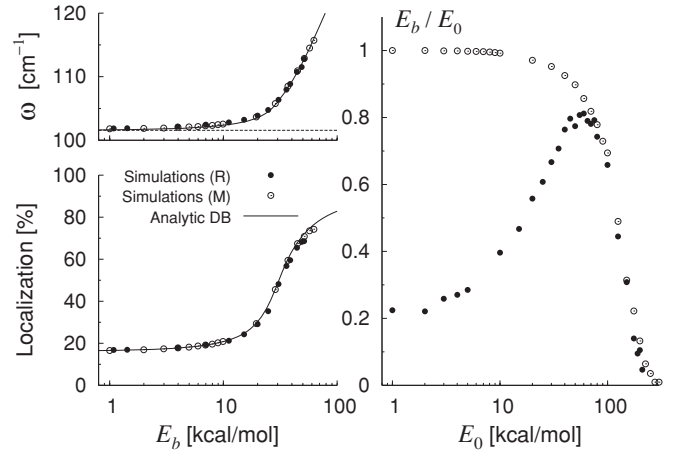 120
110
100
ω [cm⁻¹]
Simulations (R)
Simulations (M)
Analytic DB
100
80
60
40
20
0
Localization [%]
1 10 100
E_b [kcal/mol]
E_b / E_0
1
0.8
0.6
0.4
0.2
0
1 10 100
E_0 [kcal/mol]